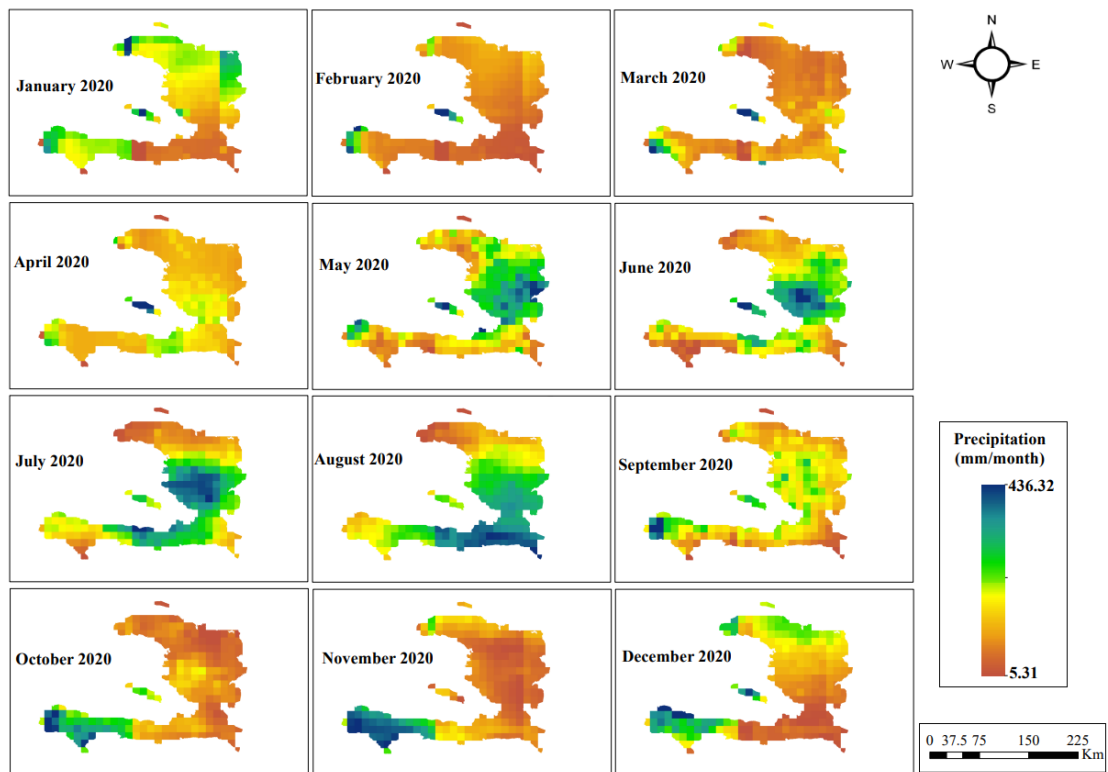 January 2020
February 2020
March 2020
N
W
E
S
April 2020
May 2020
June 2020
July 2020
August 2020
September 2020
Precipitation
(mm/month)
436.32
5.31
October 2020
November 2020
December 2020
0 37.5 75 150 225
Km